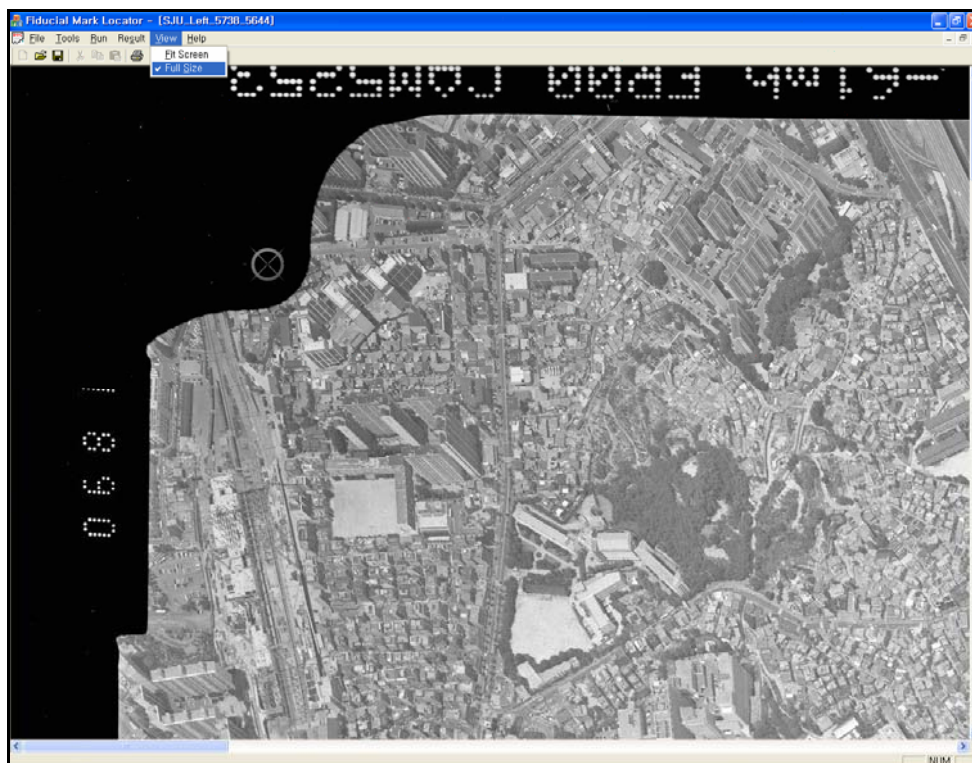 Fiducial Mark Locator - [SJU_Left_5738_5644]
File Tools Run Result View Help
Fit Screen
Full Size
NUM